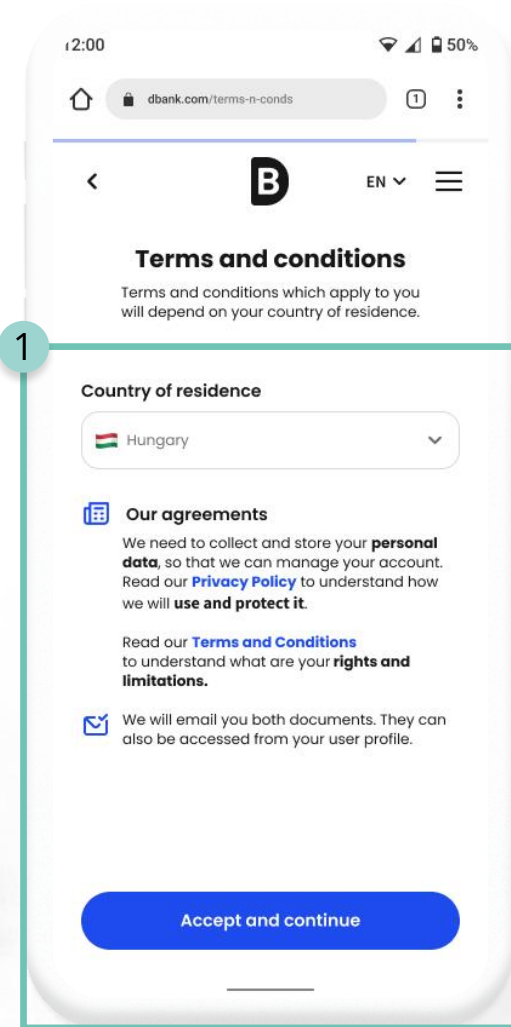 12:00
50%
dbank.com/terms-n-conds
1
B
EN
Terms and conditions
Terms and conditions which apply to you
will depend on your country of residence.
1
Country of residence
Hungary
Our agreements
We need to collect and store your personal
data, so that we can manage your account.
Read our Privacy Policy to understand how
we will use and protect it.
Read our Terms and Conditions
to understand what are your rights and
limitations.
We will email you both documents. They can
also be accessed from your user profile.
Accept and continue